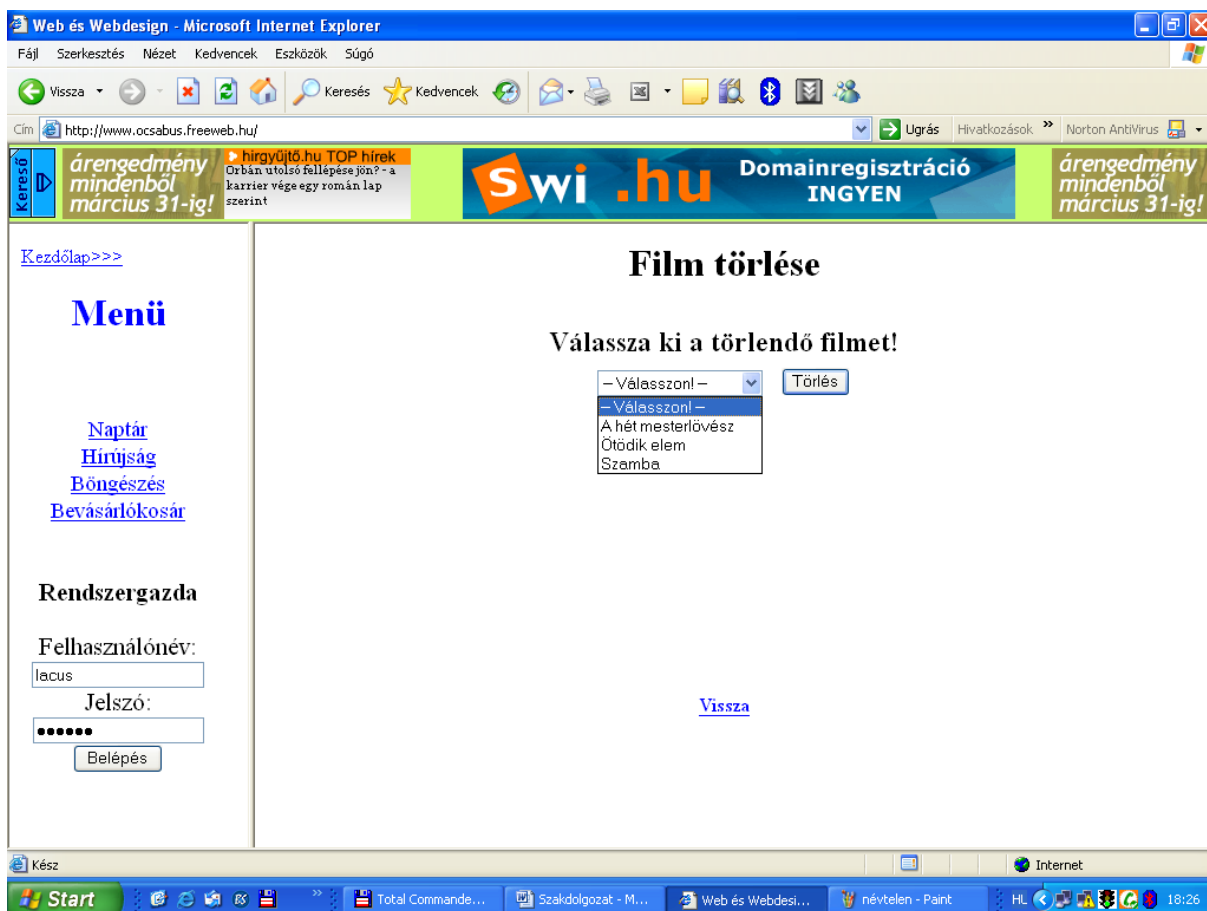 Web és Webdesign - Microsoft Internet Explorer
Fájl Szerkesztés Nézet Kedvencek Eszközök Súgó
Vissza Keresés Kedvencek
Cím http://www.ocsabus.freeweb.hu/ Ugrás Hivatkozások » Norton AntiVirus
Kereső
árengedmény
mindenből
március 31-ig!
hirgyűjtő.hu TOP hírek
Orbán utolsó fellépése jön? - a
karrier vége egy román lap
szerint
Swi .hu
Domainregisztráció
INGYEN
árengedmény
mindenből
március 31-ig!
Kezdőlap>>>
Menü
Naptár
Hírújság
Böngészés
Bevásárlókosár
Rendszergazda
Felhasználónév:
lacus
Jelszó:
••••••
Belépés
Film törlése
Válassza ki a törlendő filmet!
– Válasszon! – Törlés
– Válasszon! –
A hét mesterlövész
Ötödik elem
Szamba
Vissza
Kész Internet
Start » Total Commande... Szakdolgozat - M... Web és Webdesi... névtelen - Paint HL 18:26